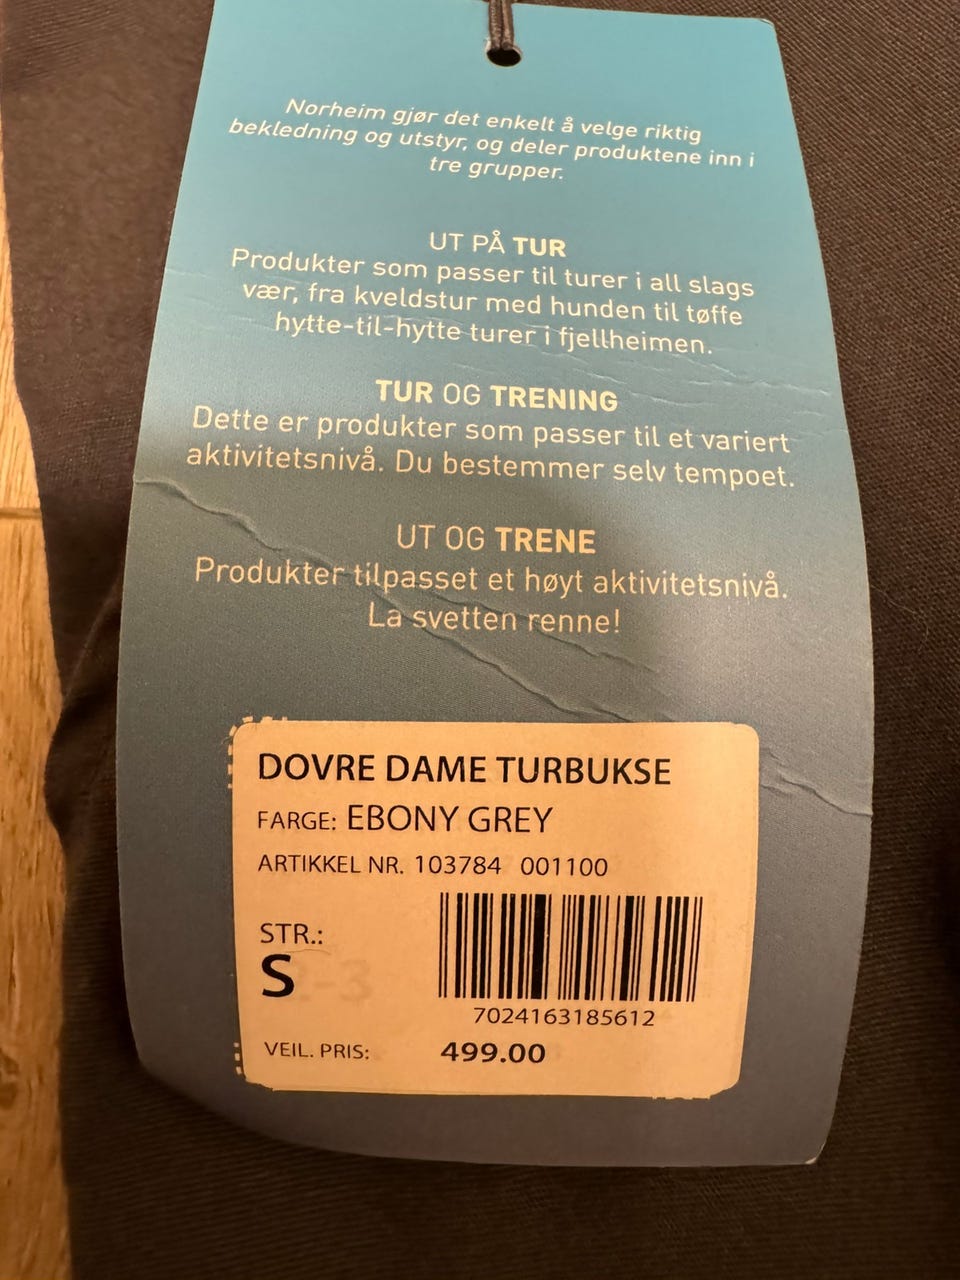 Norheim gjør det enkelt å velge riktig
bekledning og utstyr, og deler produktene inn i
tre grupper.
UT PÅ TUR
Produkter som passer til turer i all slags
vær, fra kveldstur med hunden til tøffe
hytte-til-hytte turer i fjellheimen.
TUR OG TRENING
Dette er produkter som passer til et variert
aktivitetsnivå. Du bestemmer selv tempoet.
UT OG TRENE
Produkter tilpasset et høyt aktivitetsnivå.
La svetten renne!
DOVRE DAME TURBUKSE
FARGE: EBONY GREY
ARTIKKEL NR. 103784 001100
STR.:
S
7024163185612
VEIL. PRIS: 499.00